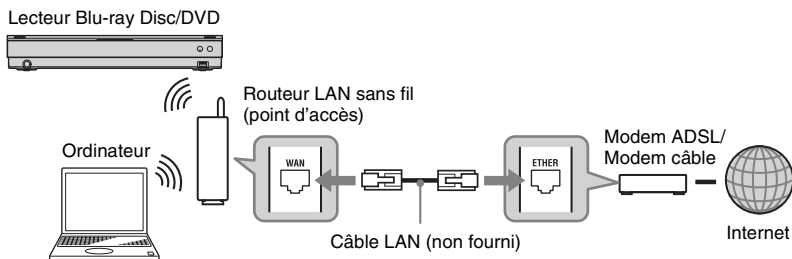 Lecteur Blu-ray Disc/DVD
Routeur LAN sans fil
(point d'accès)
Ordinateur
WAN
ETHER
Modem ADSL/
Modem câble
Câble LAN (non fourni)
Internet